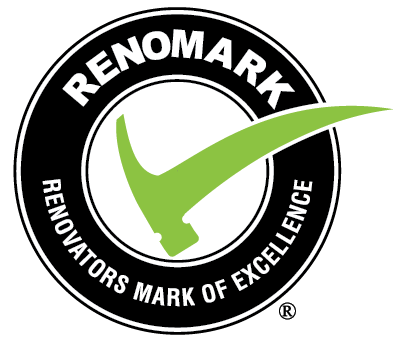 RENOMARK
RENOVATORS MARK OF EXCELLENCE
®